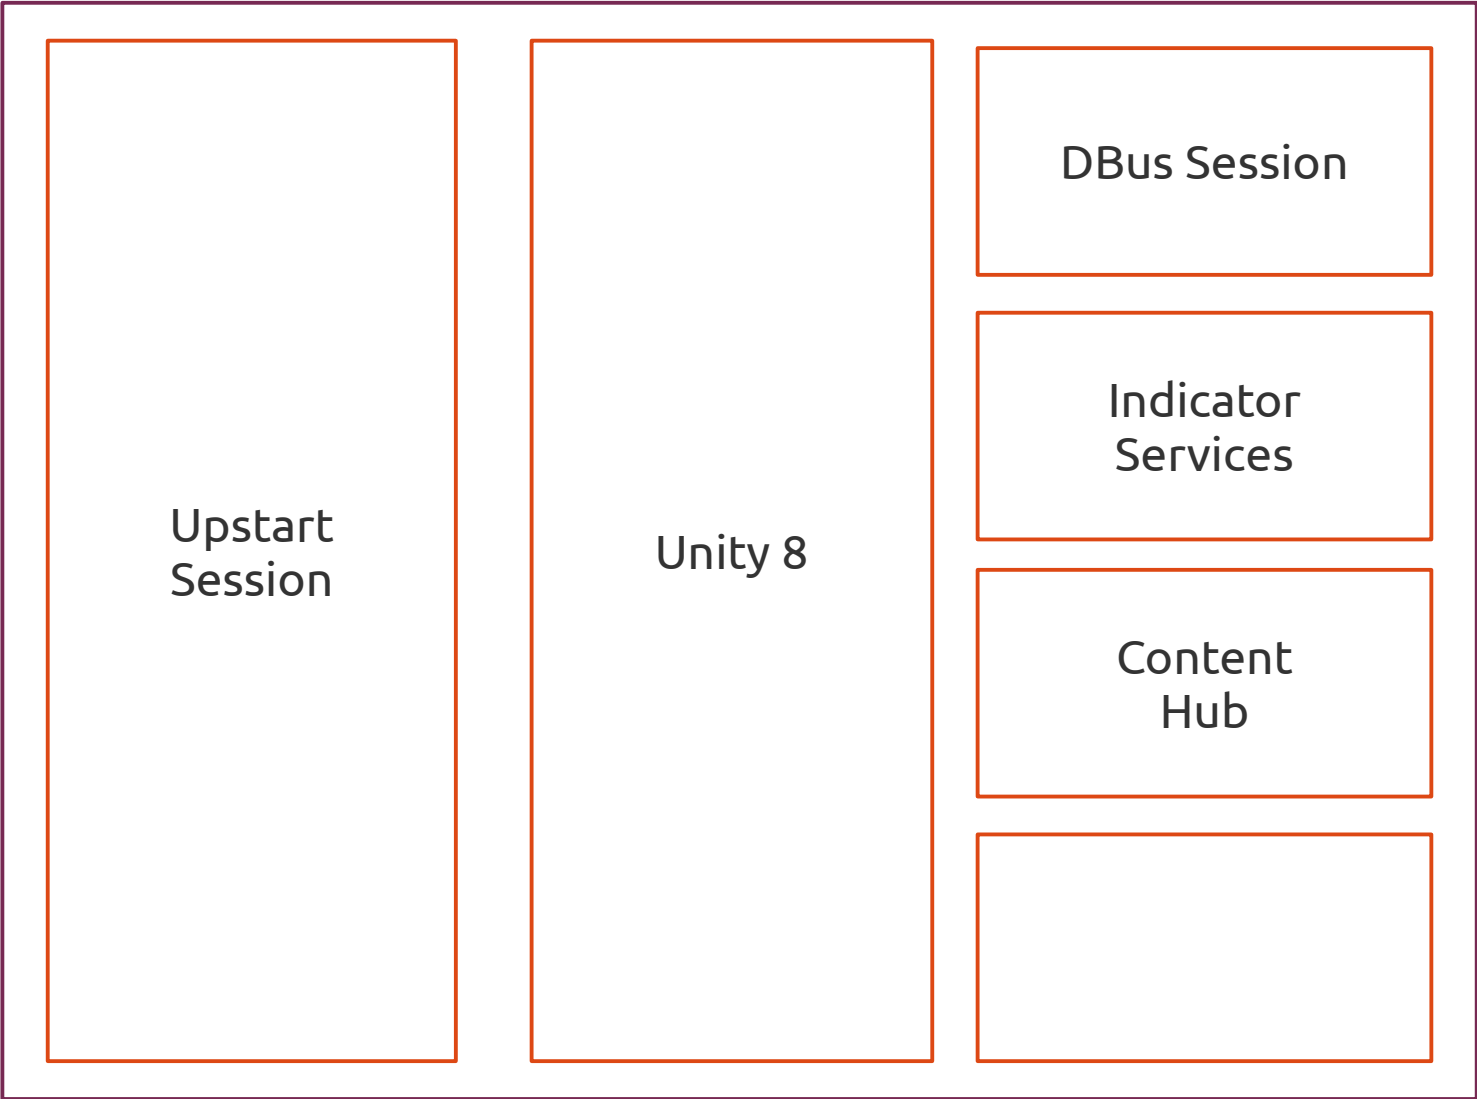 Upstart
Session
Unity 8
DBus Session
Indicator
Services
Content
Hub